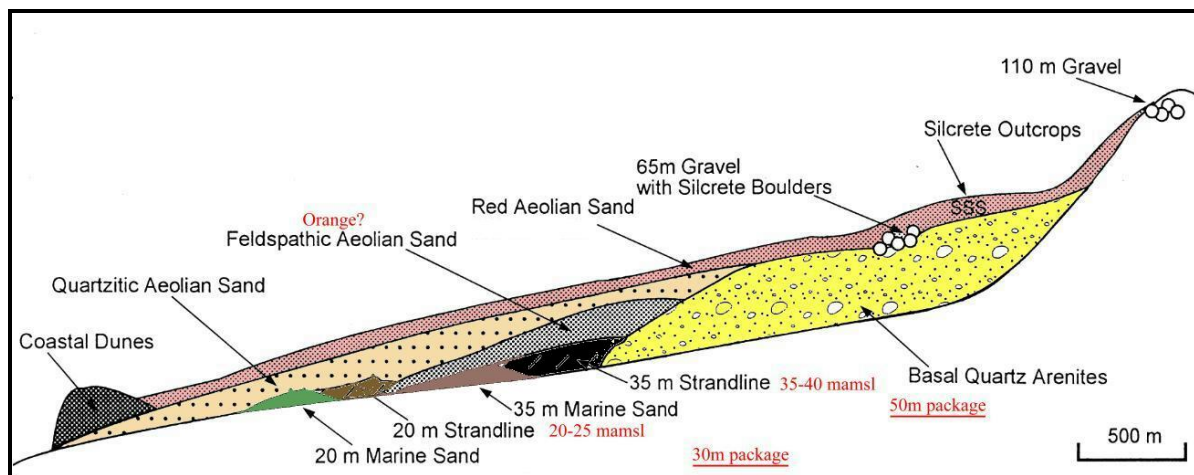 110 m Gravel
Silcrete Outcrops
65m Gravel
with Silcrete Boulders
SSS
Red Aeolian Sand
Orange?
Feldspathic Aeolian Sand
Quartzitic Aeolian Sand
Coastal Dunes
35 m Strandline 35-40 mamsl
Basal Quartz Arenites
50m package
35 m Marine Sand
20 m Strandline 20-25 mamsl
20 m Marine Sand
30m package
500 m